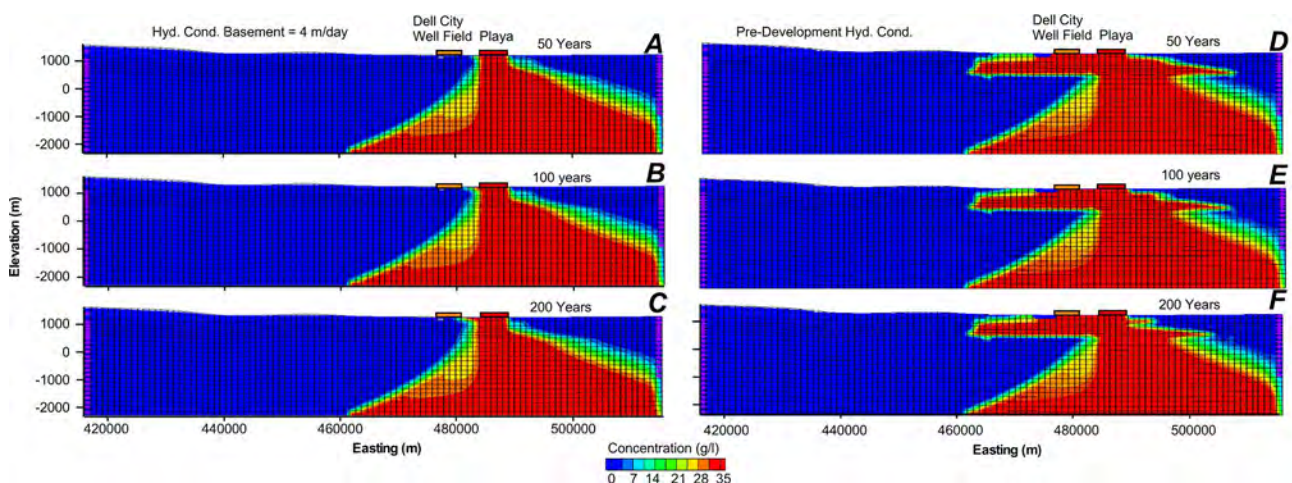 Hyd. Cond. Basement = 4 m/day
Dell City
Well Field
Playa
50 Years
A
Pre-Development Hyd. Cond.
Dell City
Well Field
Playa
50 Years
D
1000
0
-1000
-2000
100 years
B
100 years
E
1000
0
-1000
-2000
Elevation (m)
200 Years
C
200 Years
F
1000
0
-1000
-2000
420000
440000
460000
480000
500000
Easting (m)
420000
440000
460000
480000
500000
Easting (m)
Concentration (g/l)
0 7 14 21 28 35